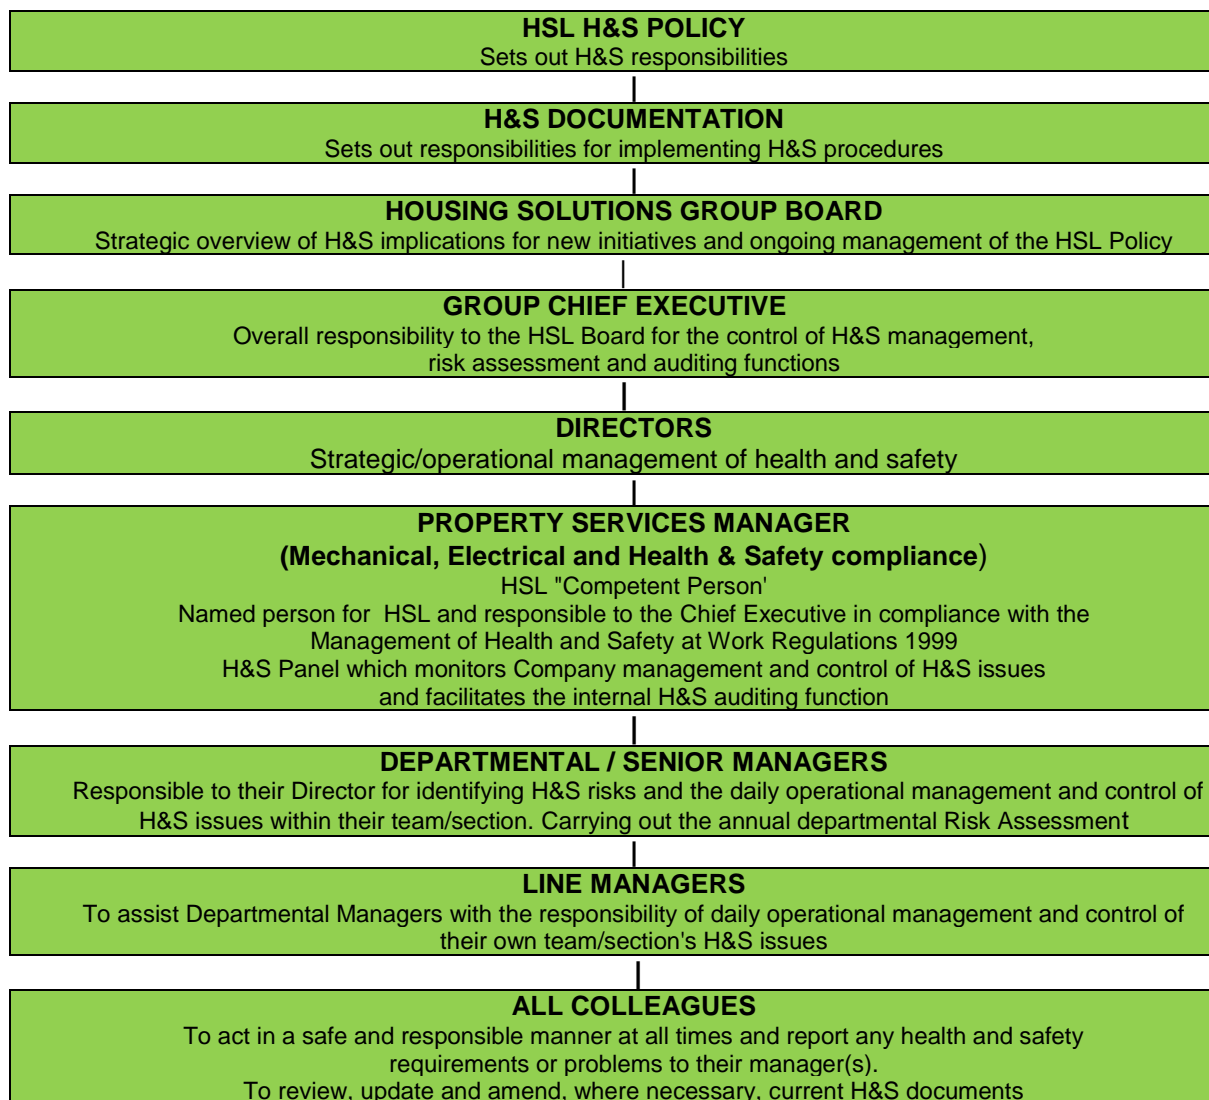 HSL H&S POLICY
Sets out H&S responsibilities
H&S DOCUMENTATION
Sets out responsibilities for implementing H&S procedures
HOUSING SOLUTIONS GROUP BOARD
Strategic overview of H&S implications for new initiatives and ongoing management of the HSL Policy
GROUP CHIEF EXECUTIVE
Overall responsibility to the HSL Board for the control of H&S management,
risk assessment and auditing functions
DIRECTORS
Strategic/operational management of health and safety
PROPERTY SERVICES MANAGER
(Mechanical, Electrical and Health & Safety compliance)
HSL "Competent Person'
Named person for HSL and responsible to the Chief Executive in compliance with the
Management of Health and Safety at Work Regulations 1999
H&S Panel which monitors Company management and control of H&S issues
and facilitates the internal H&S auditing function
DEPARTMENTAL / SENIOR MANAGERS
Responsible to their Director for identifying H&S risks and the daily operational management and control of
H&S issues within their team/section. Carrying out the annual departmental Risk Assessment
LINE MANAGERS
To assist Departmental Managers with the responsibility of daily operational management and control of
their own team/section's H&S issues
ALL COLLEAGUES
To act in a safe and responsible manner at all times and report any health and safety
requirements or problems to their manager(s).
To review, update and amend, where necessary, current H&S documents